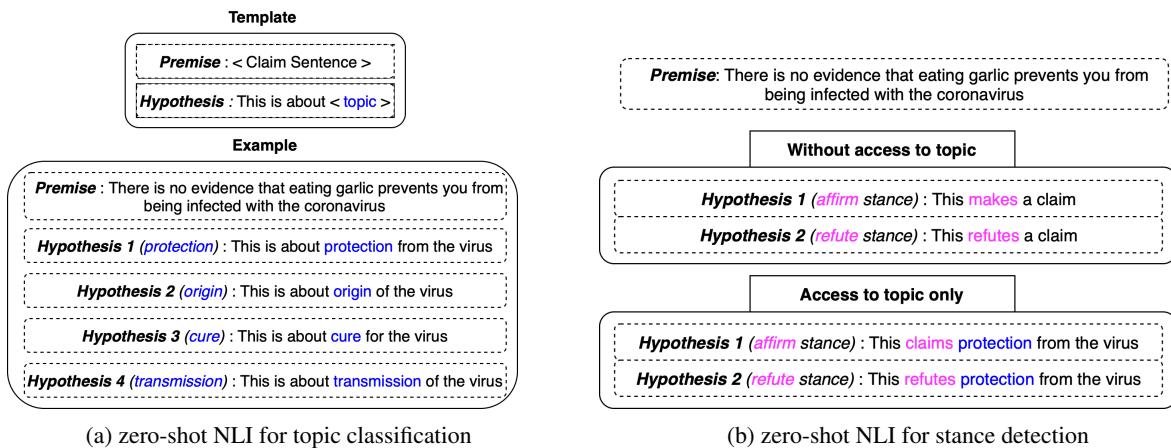 Template
Premise : < Claim Sentence >
Hypothesis : This is about < topic >
Example
Premise : There is no evidence that eating garlic prevents you from
being infected with the coronavirus
Hypothesis 1 (protection) : This is about protection from the virus
Hypothesis 2 (origin) : This is about origin of the virus
Hypothesis 3 (cure) : This is about cure for the virus
Hypothesis 4 (transmission) : This is about transmission of the virus
(a) zero-shot NLI for topic classification
Premise: There is no evidence that eating garlic prevents you from
being infected with the coronavirus
Without access to topic
Hypothesis 1 (affirm stance) : This makes a claim
Hypothesis 2 (refute stance) : This refutes a claim
Access to topic only
Hypothesis 1 (affirm stance) : This claims protection from the virus
Hypothesis 2 (refute stance) : This refutes protection from the virus
(b) zero-shot NLI for stance detection